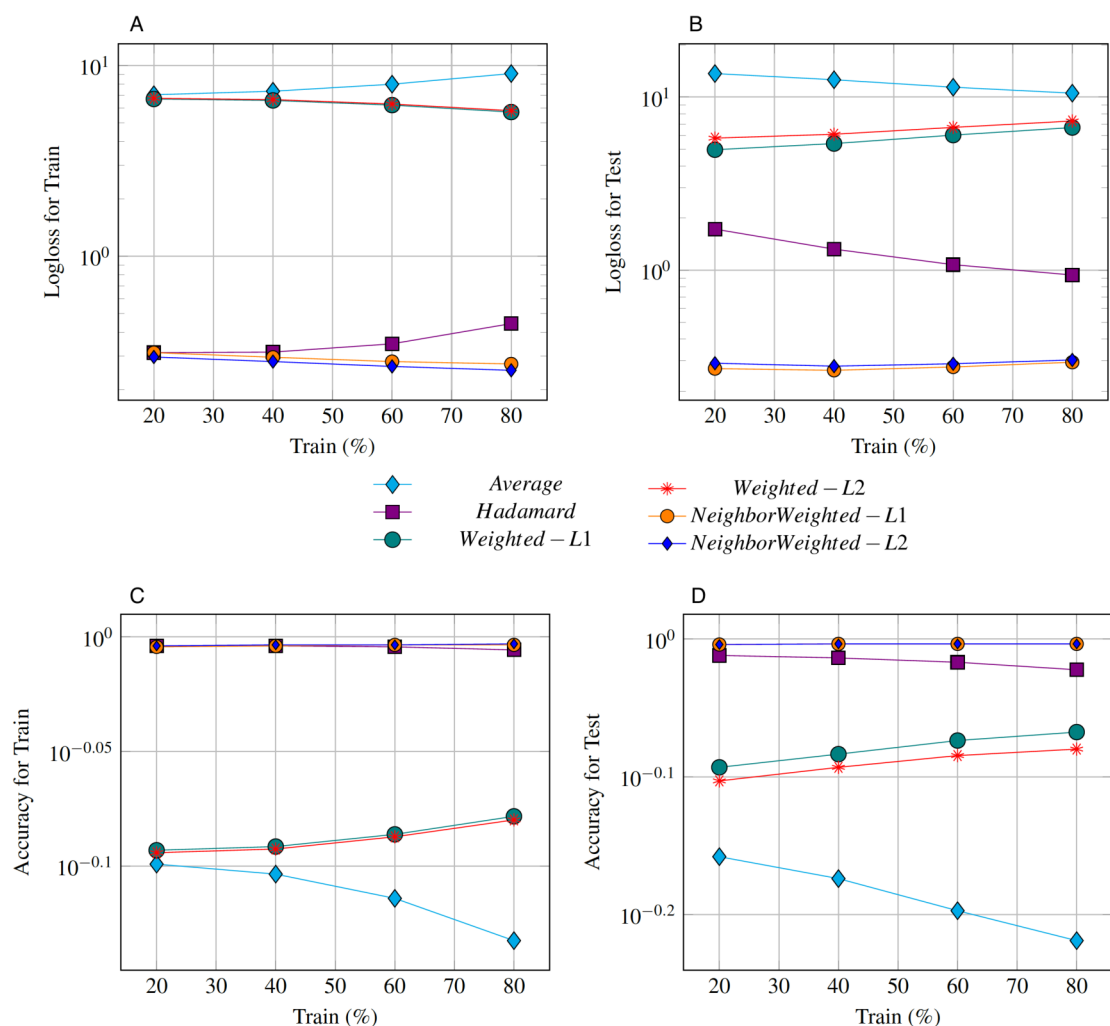 A
Logloss for Train
10^1
10^0
20 30 40 50 60 70 80
Train (%)
B
Logloss for Test
10^1
10^0
20 30 40 50 60 70 80
Train (%)
Average
Hadamard
Weighted − L1
Weighted − L2
NeighborWeighted − L1
NeighborWeighted − L2
C
Accuracy for Train
10^0
10^−0.05
10^−0.1
20 30 40 50 60 70 80
Train (%)
D
Accuracy for Test
10^0
10^−0.1
10^−0.2
20 30 40 50 60 70 80
Train (%)